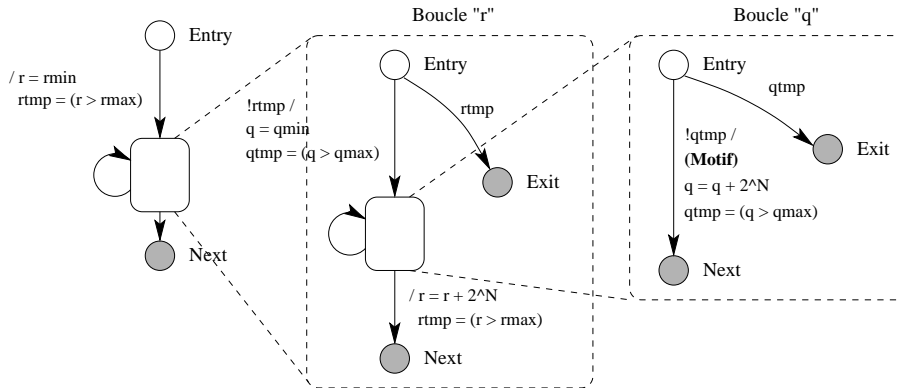 Boucle "r"
Boucle "q"
Entry
/ r = rmin
rtmp = (r > rmax)
Next
Entry
!rtmp /
q = qmin
qtmp = (q > qmax)
rtmp
Exit
/ r = r + 2^N
rtmp = (r > rmax)
Next
Entry
qtmp
!qtmp /
(Motif)
q = q + 2^N
qtmp = (q > qmax)
Exit
Next